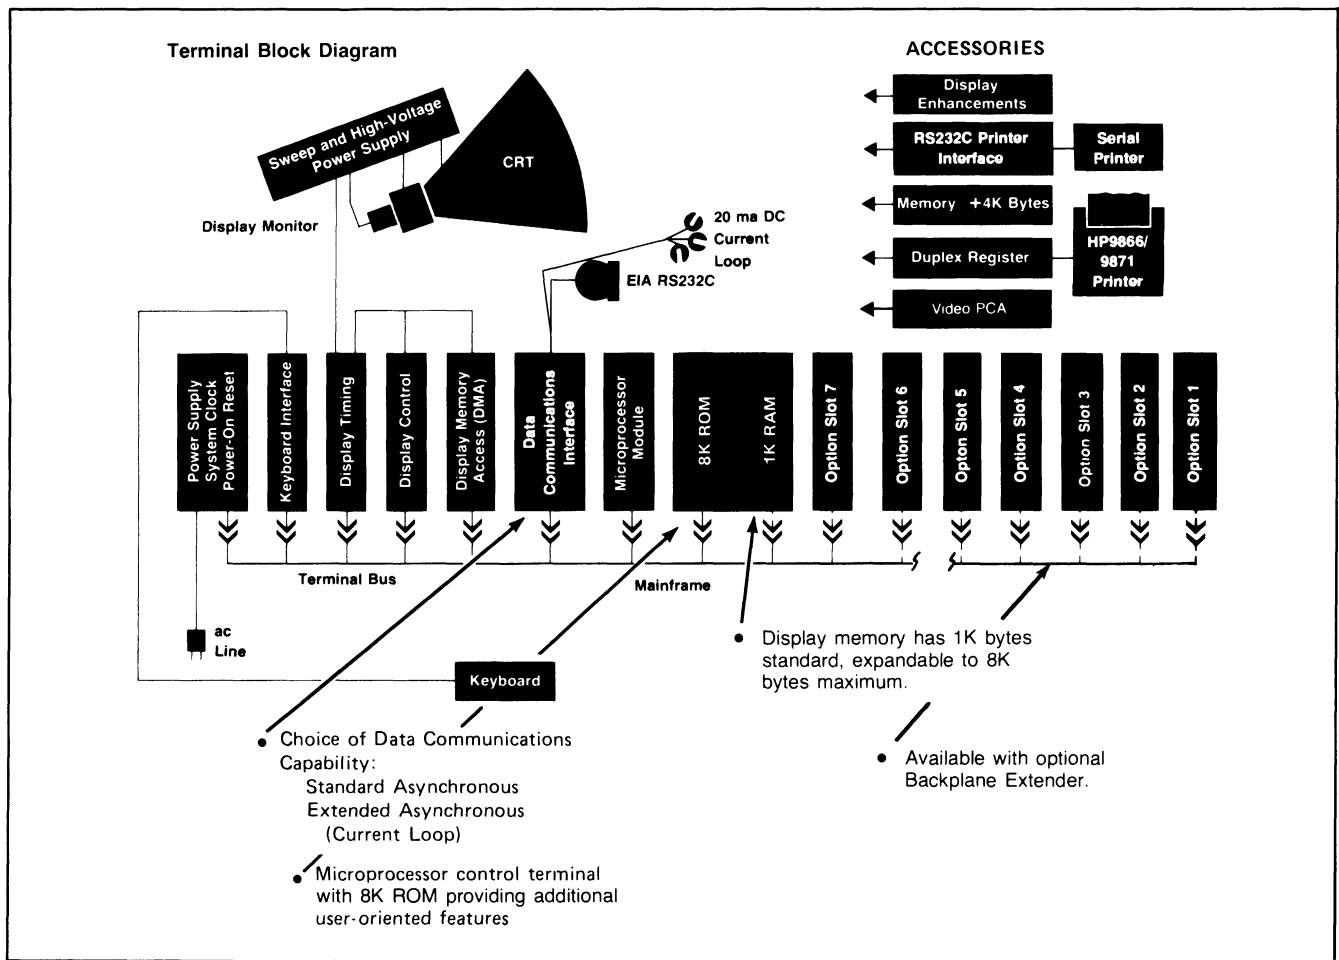 Terminal Block Diagram
ACCESSORIES
Display
Enhancements
RS232C Printer
Interface
Serial
Printer
Memory +4K Bytes
Duplex Register
HP9866/
9871
Printer
Video PCA
Sweep and High-Voltage
Power Supply
CRT
Display Monitor
20 ma DC
Current
Loop
EIA RS232C
Power Supply
System Clock
Power-On Reset
Keyboard Interface
Display Timing
Display Control
Display Memory
Access (DMA)
Data
Communications
Interface
Microprocessor
Module
8K ROM
1K RAM
Option Slot 7
Option Slot 6
Option Slot 5
Option Slot 4
Option Slot 3
Option Slot 2
Option Slot 1
Terminal Bus
Mainframe
ac
Line
Keyboard
• Display memory has 1K bytes
standard, expandable to 8K
bytes maximum.
• Choice of Data Communications
Capability:
Standard Asynchronous
Extended Asynchronous
(Current Loop)
• Available with optional
Backplane Extender.
• Microprocessor control terminal
with 8K ROM providing additional
user-oriented features